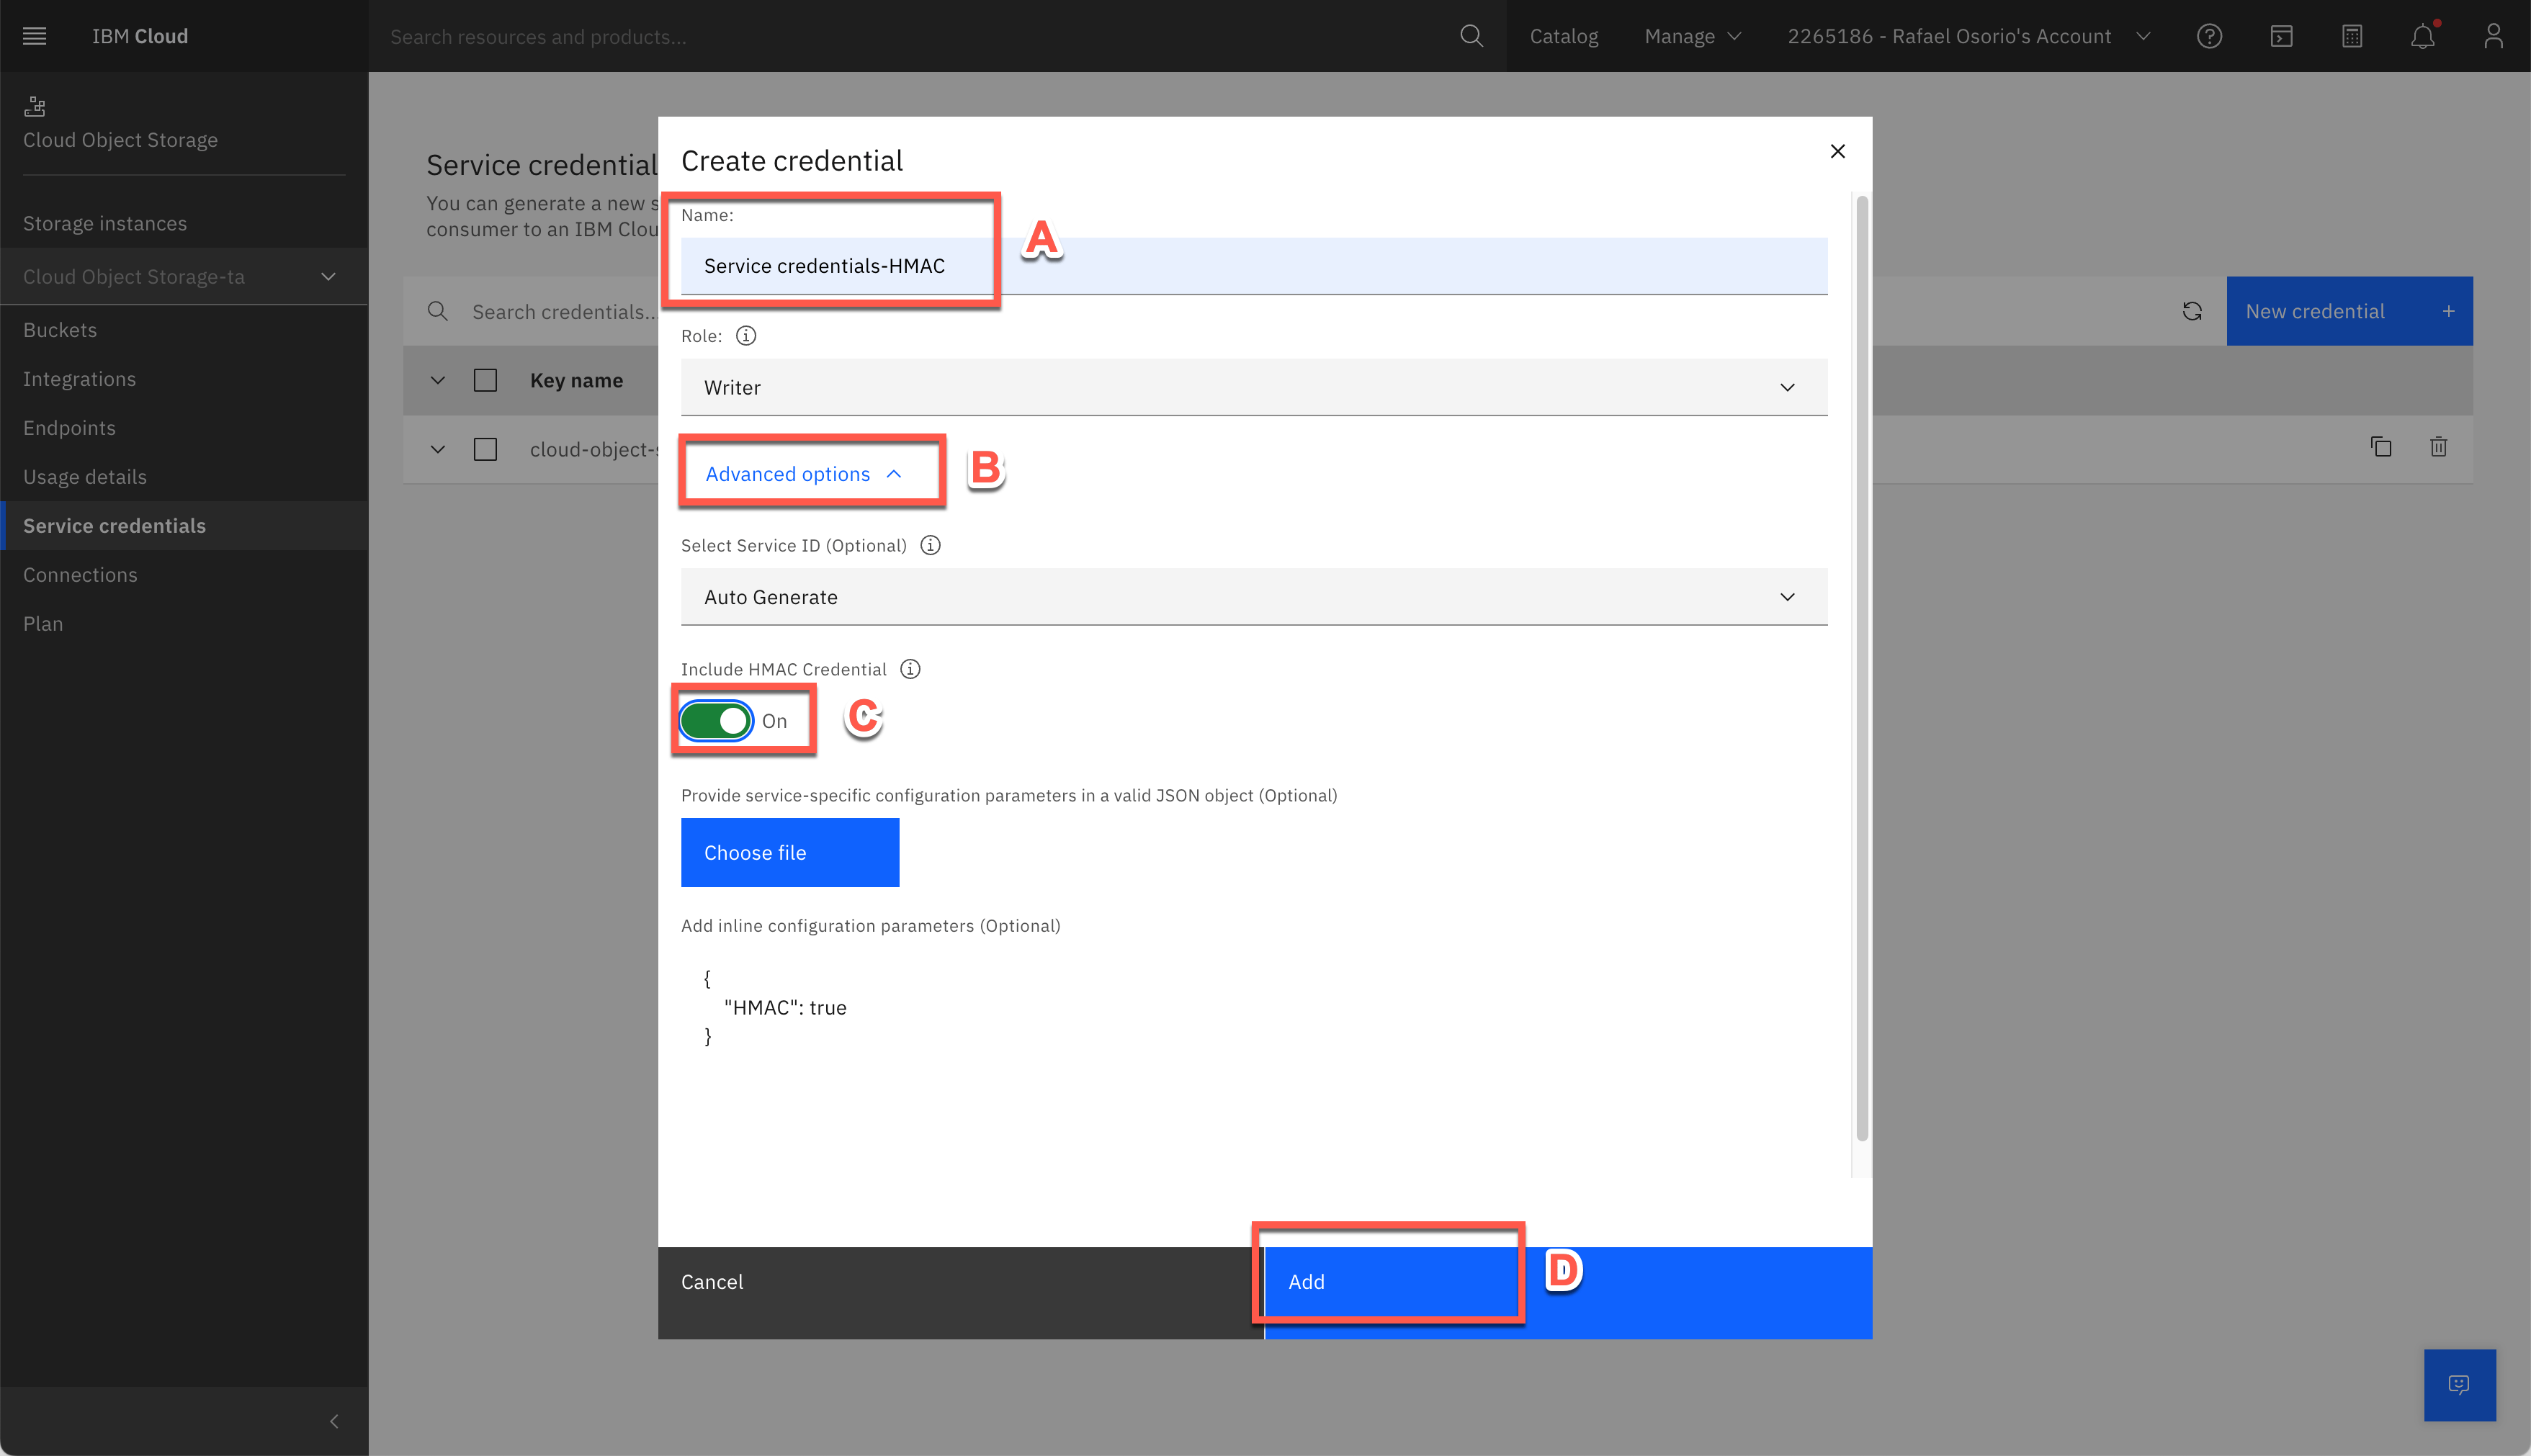 IBM Cloud
Search resources and products...
Catalog
Manage
2265186 - Rafael Osorio's Account
Cloud Object Storage
Storage instances
Cloud Object Storage-ta
Buckets
Integrations
Endpoints
Usage details
Service credentials
Connections
Plan
Service credential
You can generate a new s
consumer to an IBM Clou
Search credentials...
New credential +
Key name
cloud-object-s
Create credential
Name:
Service credentials-HMAC
A
Role:
Writer
Advanced options
B
Select Service ID (Optional)
Auto Generate
Include HMAC Credential
On
C
Provide service-specific configuration parameters in a valid JSON object (Optional)
Choose file
Add inline configuration parameters (Optional)
{
"HMAC": true
}
Cancel
Add
D